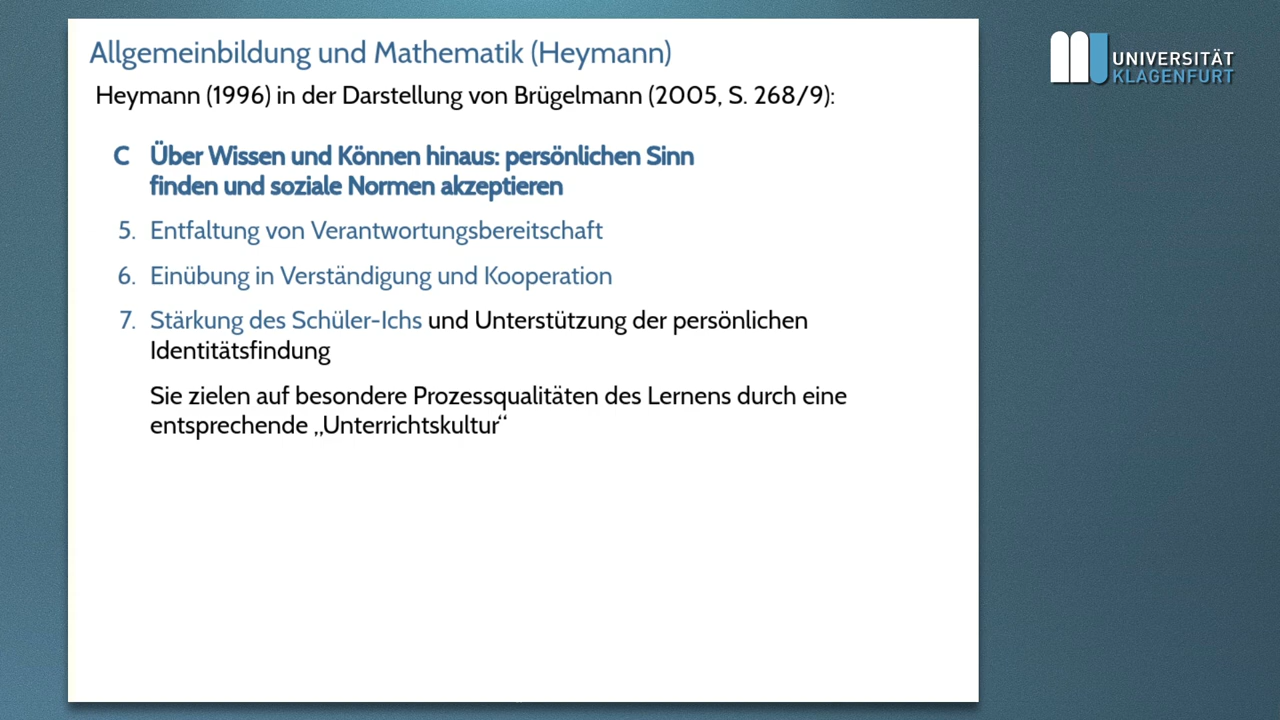 Allgemeinbildung und Mathematik (Heymann)
Heymann (1996) in der Darstellung von Brügelmann (2005, S. 268/9):
C Über Wissen und Können hinaus: persönlichen Sinn
finden und soziale Normen akzeptieren
5. Entfaltung von Verantwortungsbereitschaft
6. Einübung in Verständigung und Kooperation
7. Stärkung des Schüler-Ichs und Unterstützung der persönlichen
Identitätsfindung
Sie zielen auf besondere Prozessqualitäten des Lernens durch eine
entsprechende „Unterrichtskultur“
UNIVERSITÄT
KLAGENFURT